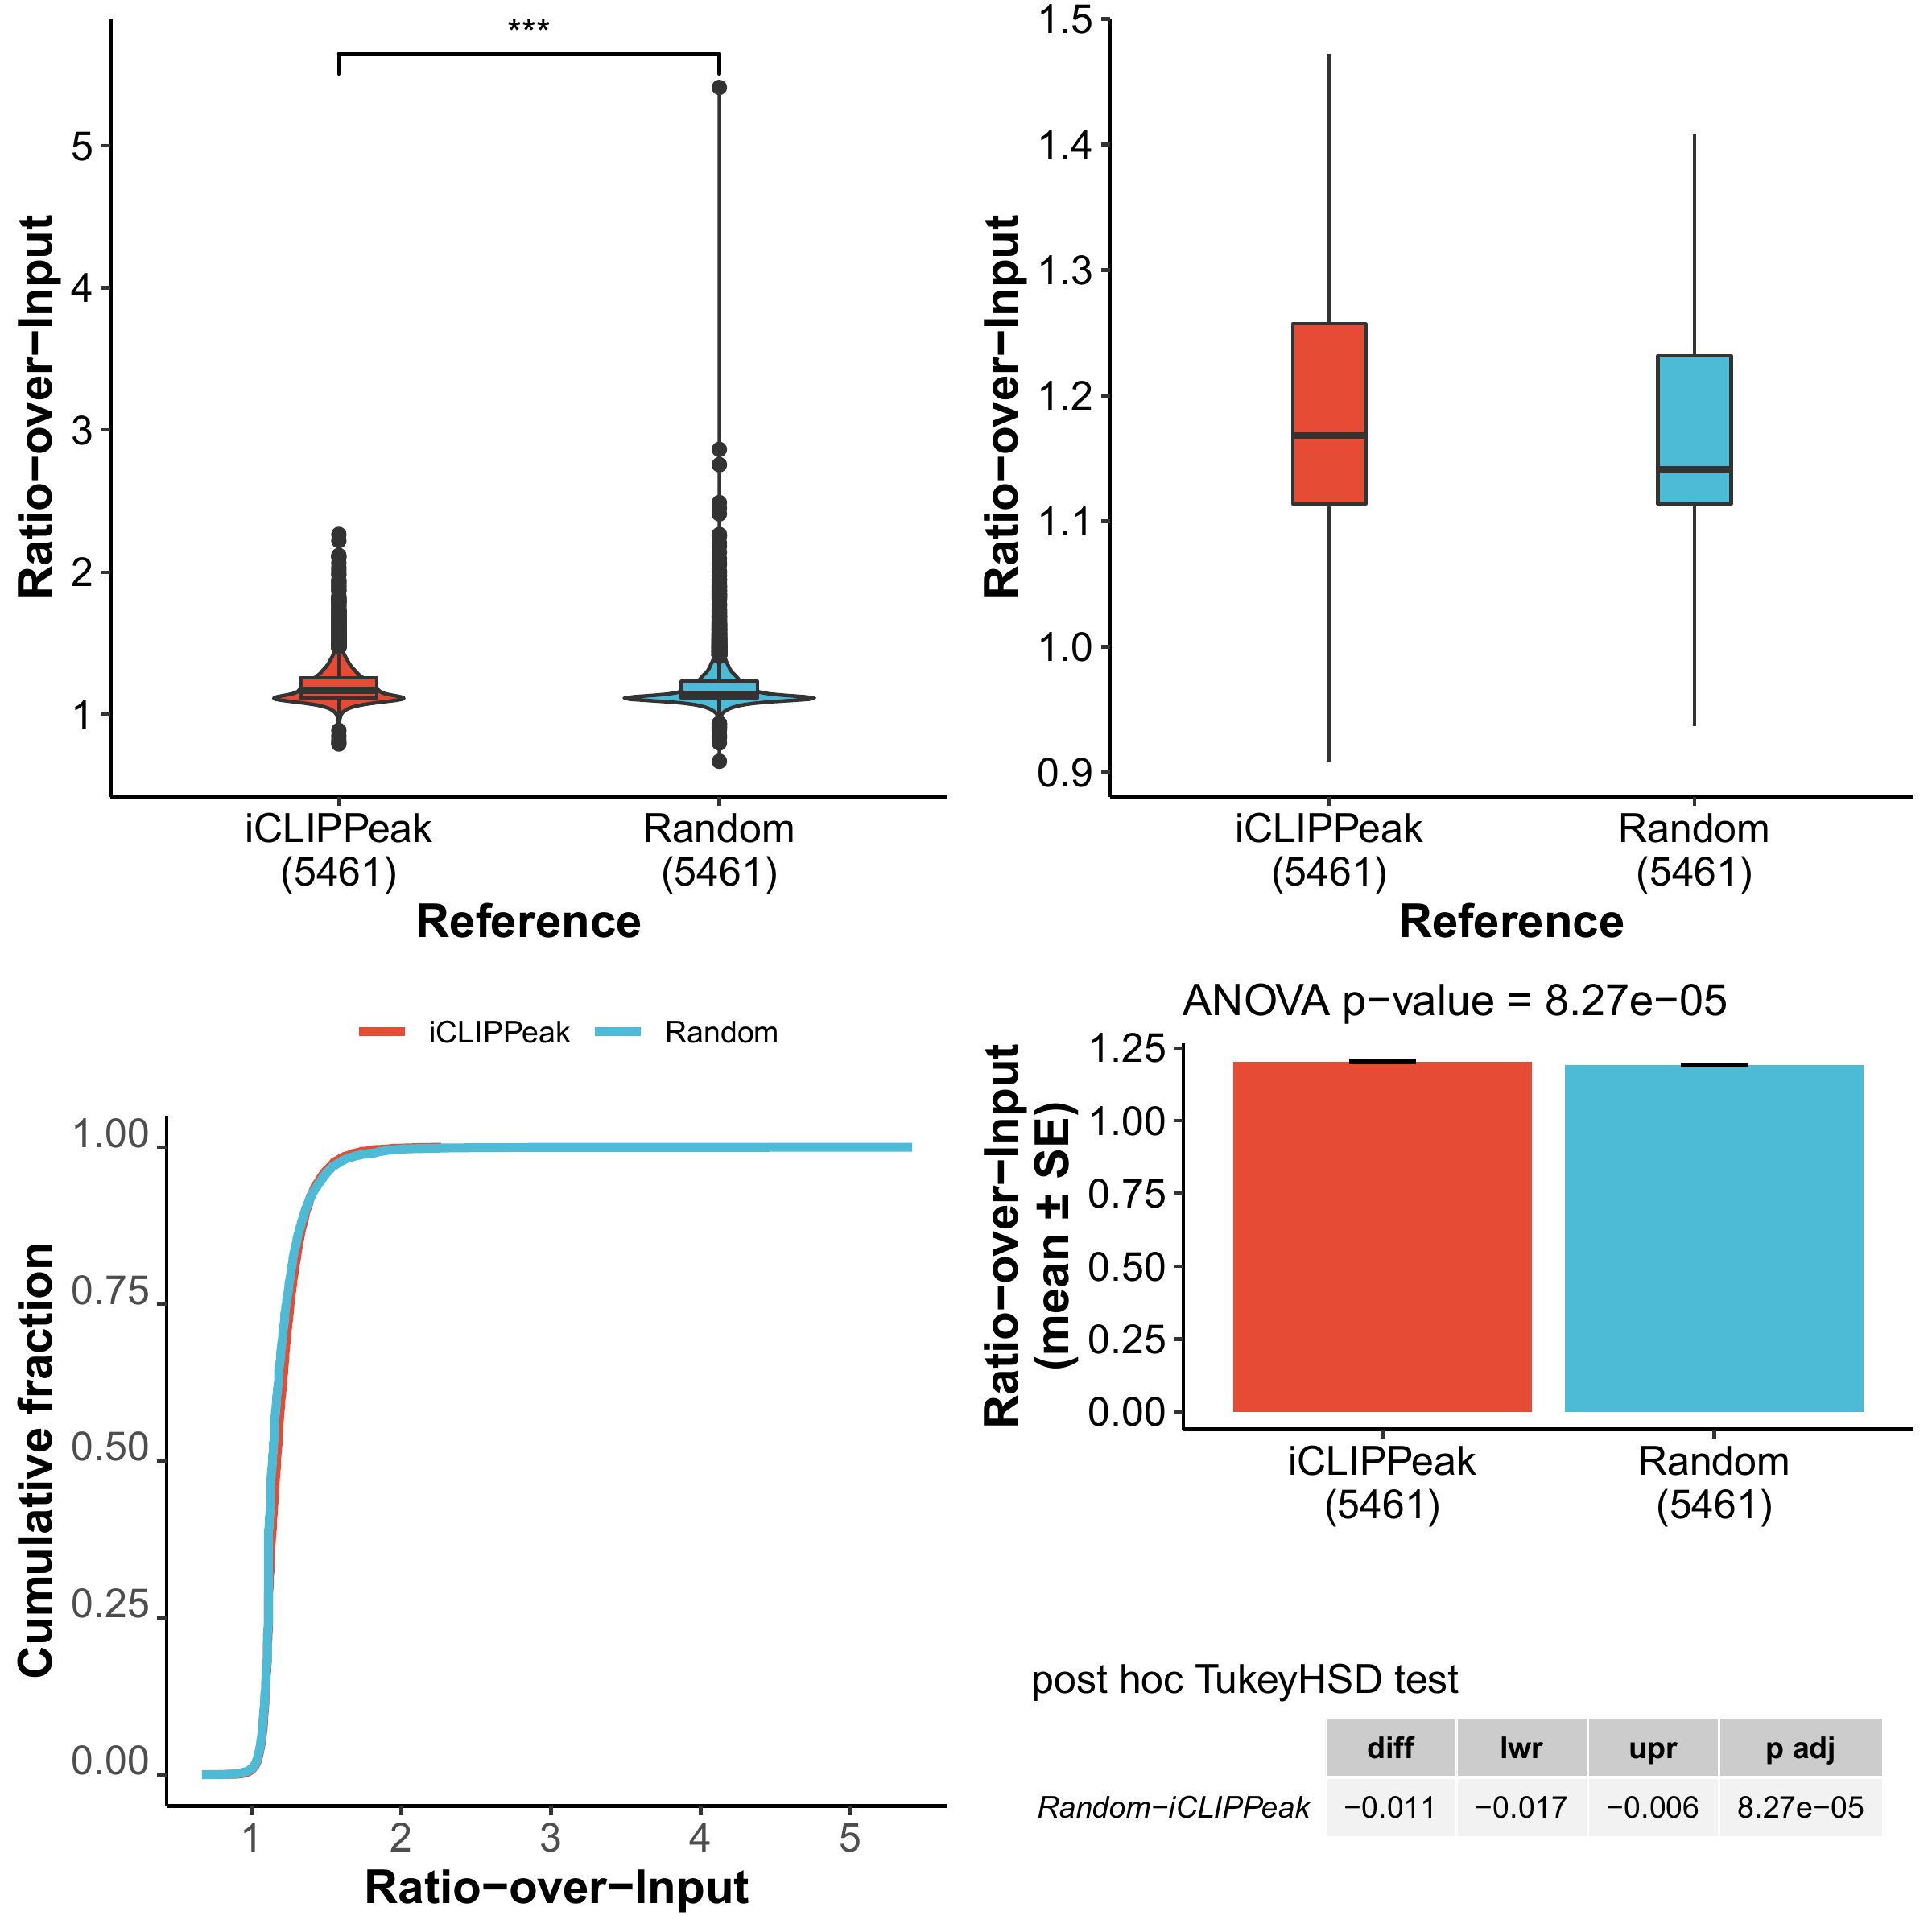 ***
Ratio−over−Input
5
4
3
2
1
iCLIPPeak
(5461)
Random
(5461)
Reference
Ratio−over−Input
1.5
1.4
1.3
1.2
1.1
1.0
0.9
iCLIPPeak
(5461)
Random
(5461)
Reference
iCLIPPeak
Random
Cumulative fraction
1.00
0.75
0.50
0.25
0.00
1
2
3
4
5
Ratio−over−Input
ANOVA p−value = 8.27e−05
Ratio−over−Input
(mean ± SE)
1.25
1.00
0.75
0.50
0.25
0.00
iCLIPPeak
(5461)
Random
(5461)
post hoc TukeyHSD test
diff lwr upr p adj
Random−iCLIPPeak −0.011 −0.017 −0.006 8.27e−05